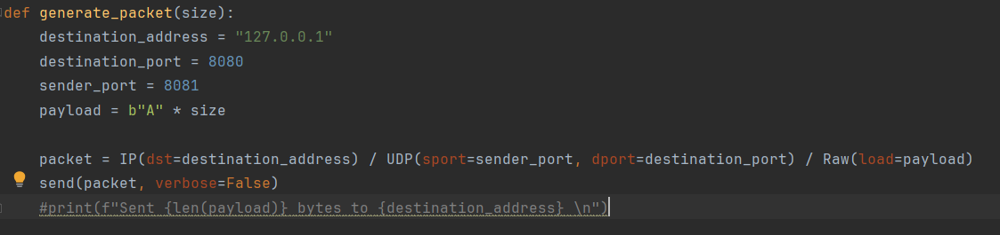 def generate_packet(size):
    destination_address = "127.0.0.1"
    destination_port = 8080
    sender_port = 8081
    payload = b"A" * size
    packet = IP(dst=destination_address) / UDP(sport=sender_port, dport=destination_port) / Raw(load=payload)
    send(packet, verbose=False)
    #print(f"Sent {len(payload)} bytes to {destination_address} \n")